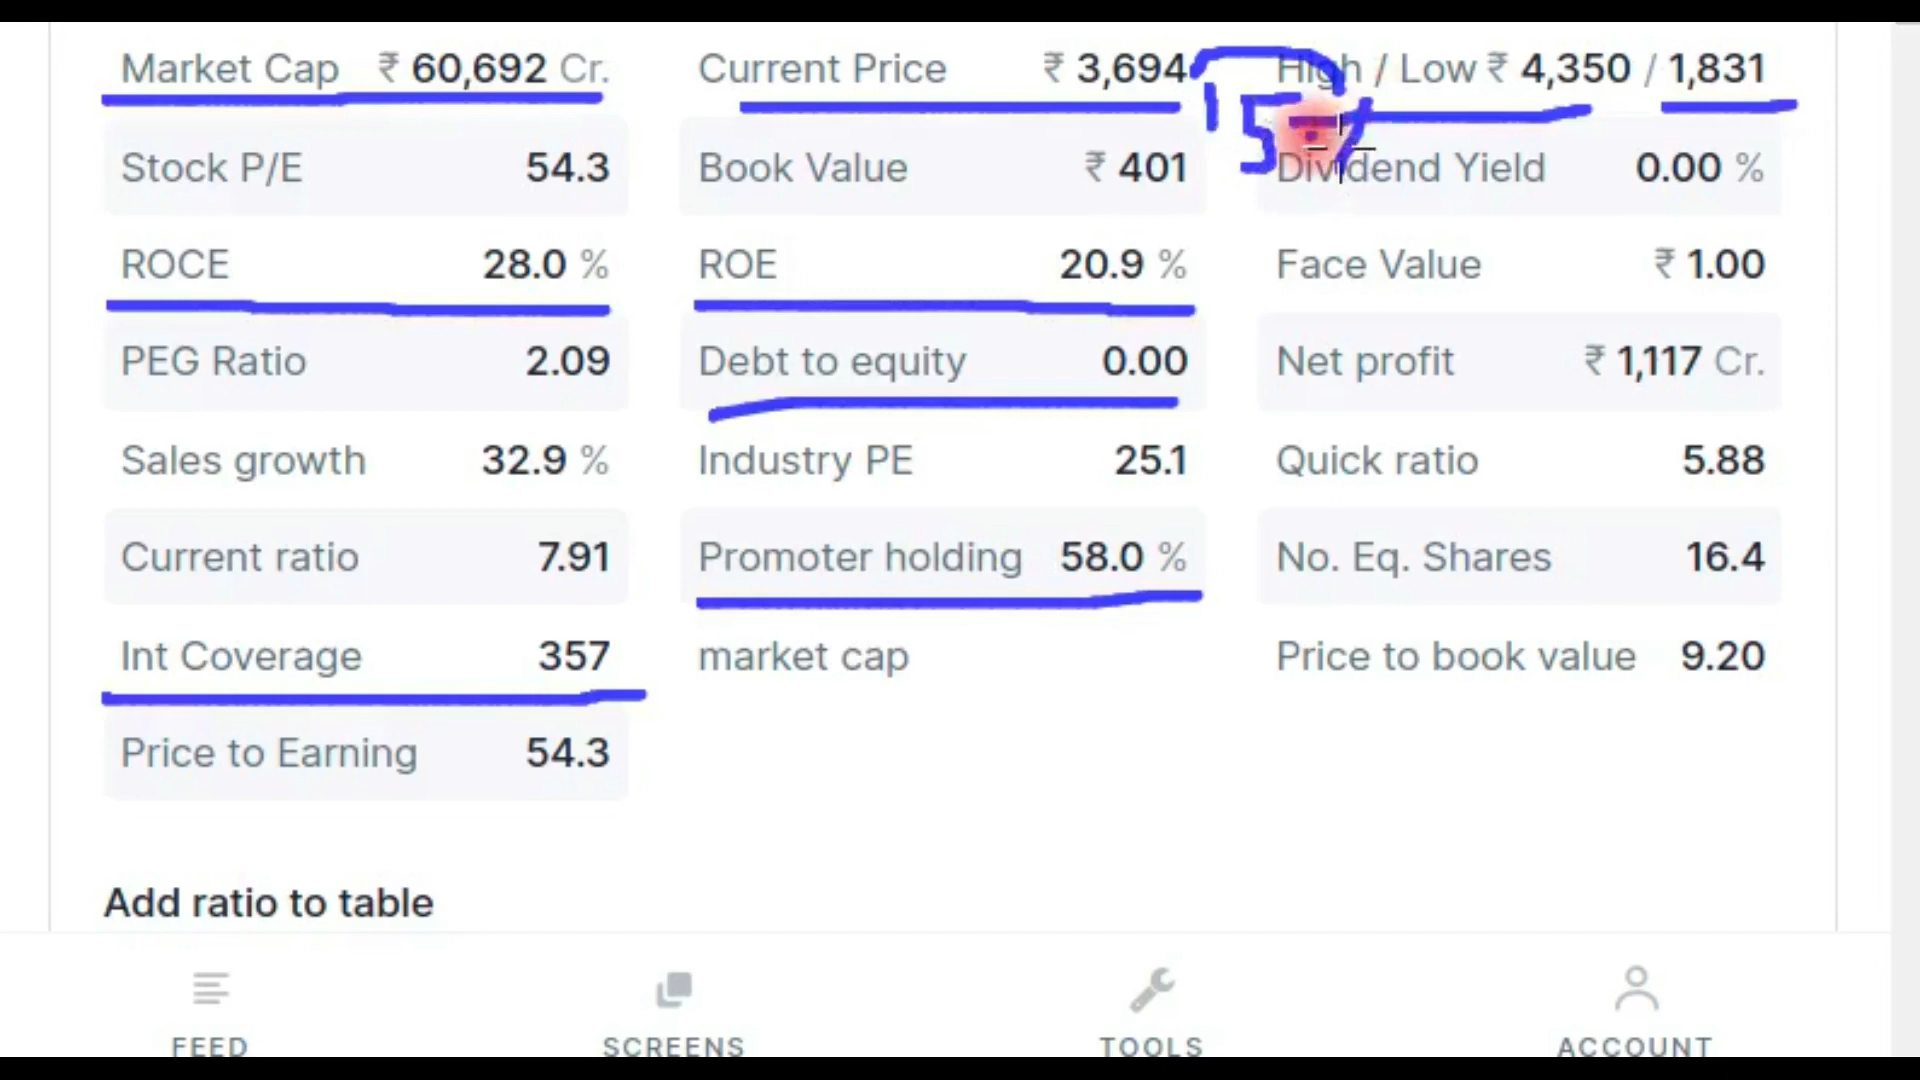 Market Cap ₹ 60,692 Cr. Current Price ₹ 3,694 High / Low ₹ 4,350 / 1,831
15%
Stock P/E 54.3 Book Value ₹ 401 Dividend Yield 0.00 %
ROCE 28.0 % ROE 20.9 % Face Value ₹ 1.00
PEG Ratio 2.09 Debt to equity 0.00 Net profit ₹ 1,117 Cr.
Sales growth 32.9 % Industry PE 25.1 Quick ratio 5.88
Current ratio 7.91 Promoter holding 58.0 % No. Eq. Shares 16.4
Int Coverage 357 market cap Price to book value 9.20
Price to Earning 54.3
Add ratio to table
FEED SCREENS TOOLS ACCOUNT